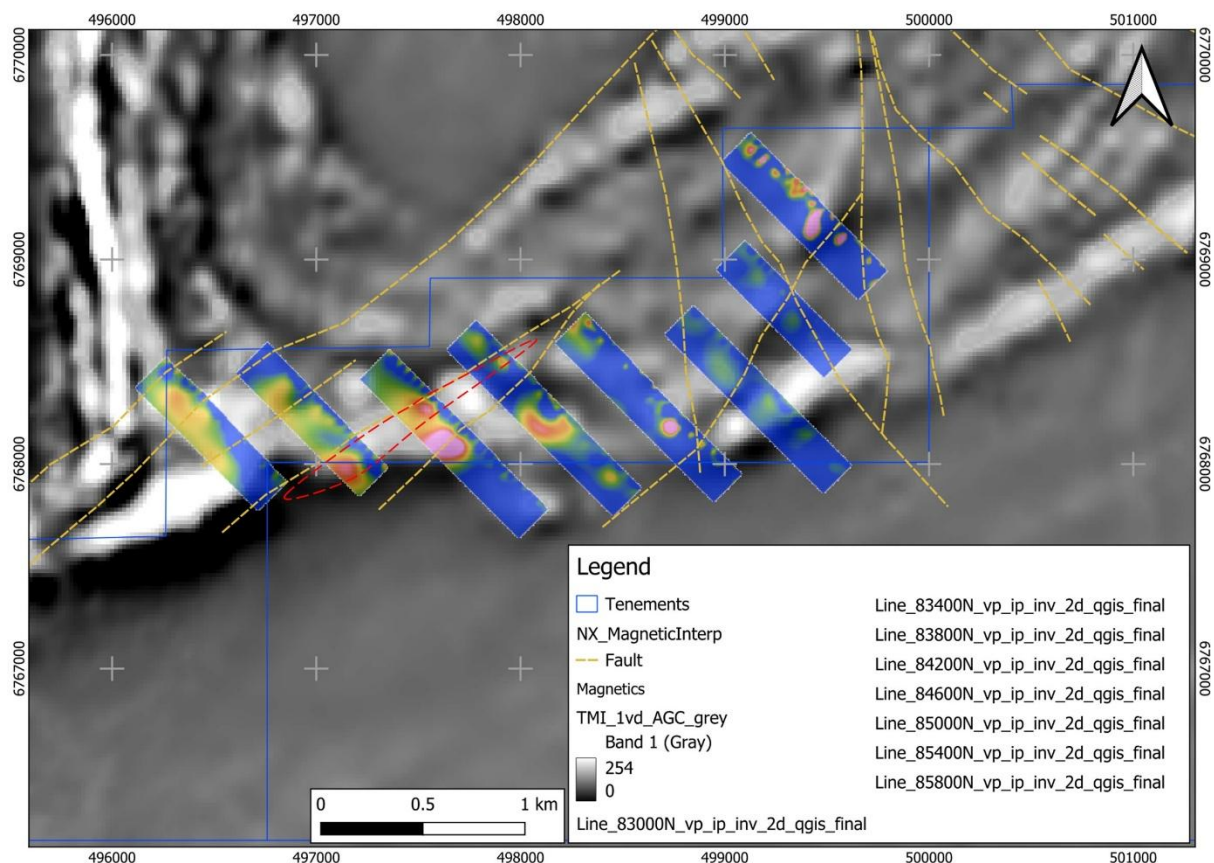 496000 497000 498000 499000 500000 501000
6770000 6770000
6769000 6769000
6768000 6768000
6767000 6767000
Legend
Tenements
NX_MagneticInterp
Fault
Magnetics
TMI_1vd_AGC_grey
Band 1 (Gray)
254
0
Line_83000N_vp_ip_inv_2d_qgis_final
Line_83400N_vp_ip_inv_2d_qgis_final
Line_83800N_vp_ip_inv_2d_qgis_final
Line_84200N_vp_ip_inv_2d_qgis_final
Line_84600N_vp_ip_inv_2d_qgis_final
Line_85000N_vp_ip_inv_2d_qgis_final
Line_85400N_vp_ip_inv_2d_qgis_final
Line_85800N_vp_ip_inv_2d_qgis_final
0 0.5 1 km
496000 497000 498000 499000 500000 501000